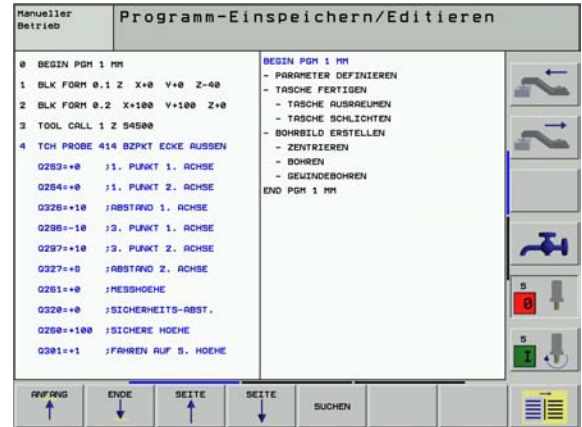 Manueller
Betrieb
Programm-Einspeichern/Editieren
0 BEGIN PGM 1 MM
1 BLK FORM 0.1 Z X+0 Y+0 Z-40
2 BLK FORM 0.2 X+100 Y+100 Z+0
3 TOOL CALL 1 Z S4500
4 TCH PROBE 414 BZPKT ECKE AUSSEN
Q263=+0 ;1. PUNKT 1. ACHSE
Q264=+0 ;1. PUNKT 2. ACHSE
Q326=+10 ;ABSTAND 1. ACHSE
Q296=-10 ;3. PUNKT 1. ACHSE
Q297=+10 ;3. PUNKT 2. ACHSE
Q327=+0 ;ABSTAND 2. ACHSE
Q261=+0 ;MESSHOEHE
Q320=+0 ;SICHERHEITS-ABST.
Q260=+100 ;SICHERE HOEHE
Q301=+1 ;FAHREN AUF S. HOEHE
BEGIN PGM 1 MM
- PARAMETER DEFINIEREN
- TASCHE FERTIGEN
- TASCHE AUSRAEUMEN
- TASCHE SCHLICHTEN
- BOHRBILD ERSTELLEN
- ZENTRIEREN
- BOHREN
- GEWINDEBOHREN
END PGM 1 MM
S
0
S
I
ANFANG
ENDE
SEITE
SEITE
SUCHEN